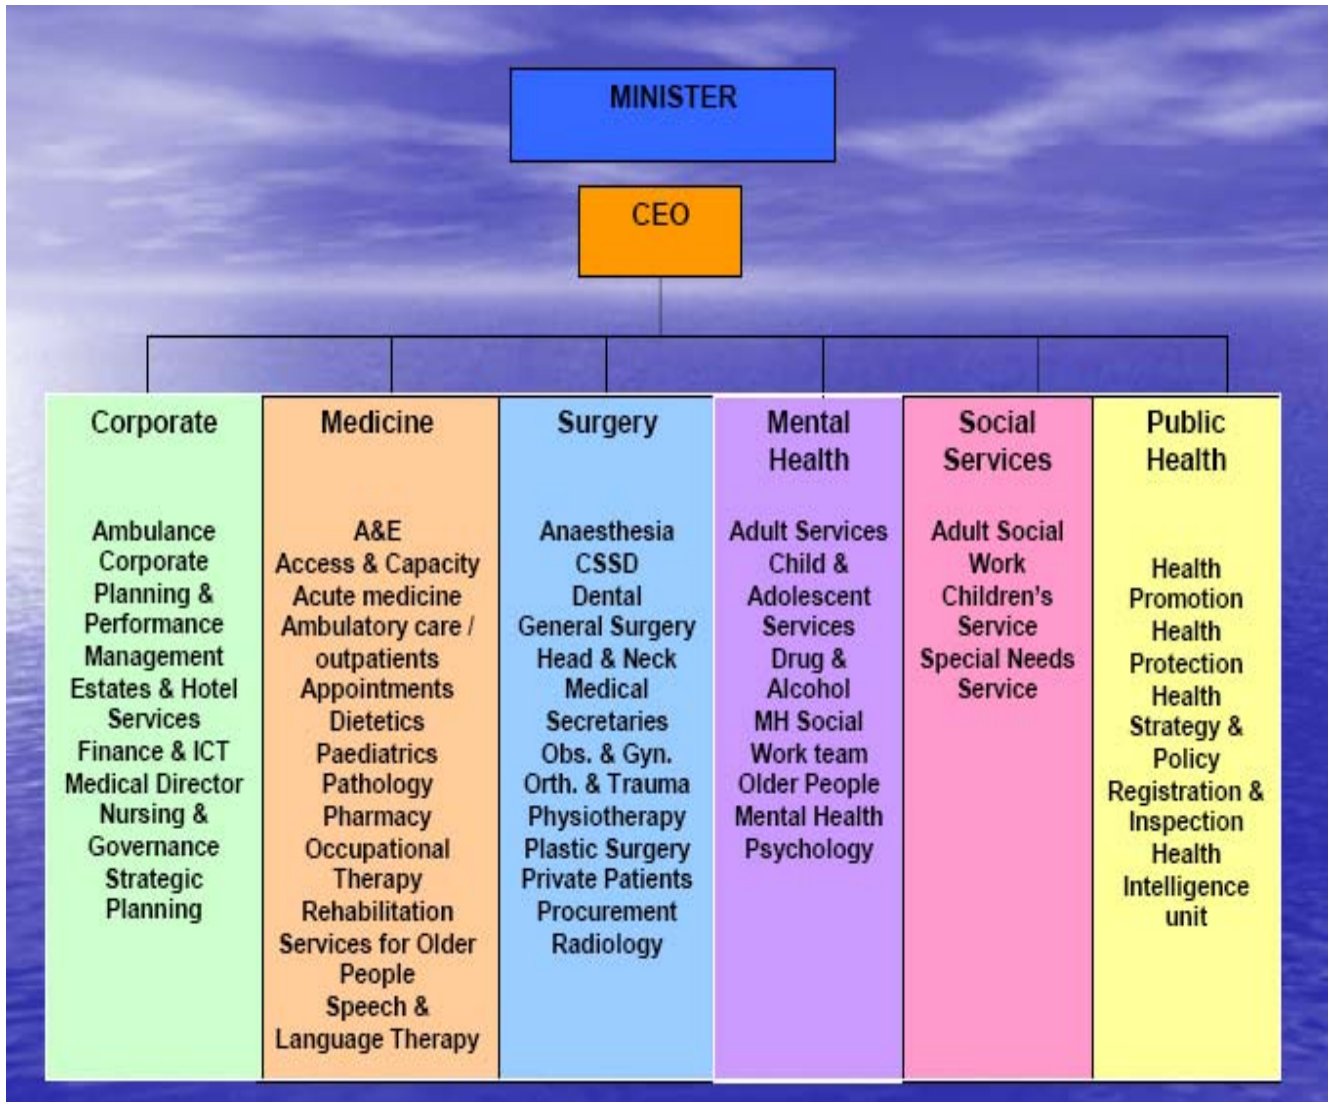 MINISTER
CEO
Corporate
Ambulance
Corporate
Planning &
Performance
Management
Estates & Hotel
Services
Finance & ICT
Medical Director
Nursing &
Governance
Strategic
Planning
Medicine
A&E
Access & Capacity
Acute medicine
Ambulatory care /
outpatients
Appointments
Dietetics
Paediatrics
Pathology
Pharmacy
Occupational
Therapy
Rehabilitation
Services for Older
People
Speech &
Language Therapy
Surgery
Anaesthesia
CSSD
Dental
General Surgery
Head & Neck
Medical
Secretaries
Obs. & Gyn.
Orth. & Trauma
Physiotherapy
Plastic Surgery
Private Patients
Procurement
Radiology
Mental
Health
Adult Services
Child &
Adolescent
Services
Drug &
Alcohol
MH Social
Work team
Older People
Mental Health
Psychology
Social
Services
Adult Social
Work
Children's
Service
Special Needs
Service
Public
Health
Health
Promotion
Health
Protection
Health
Strategy &
Policy
Registration &
Inspection
Health
Intelligence
unit